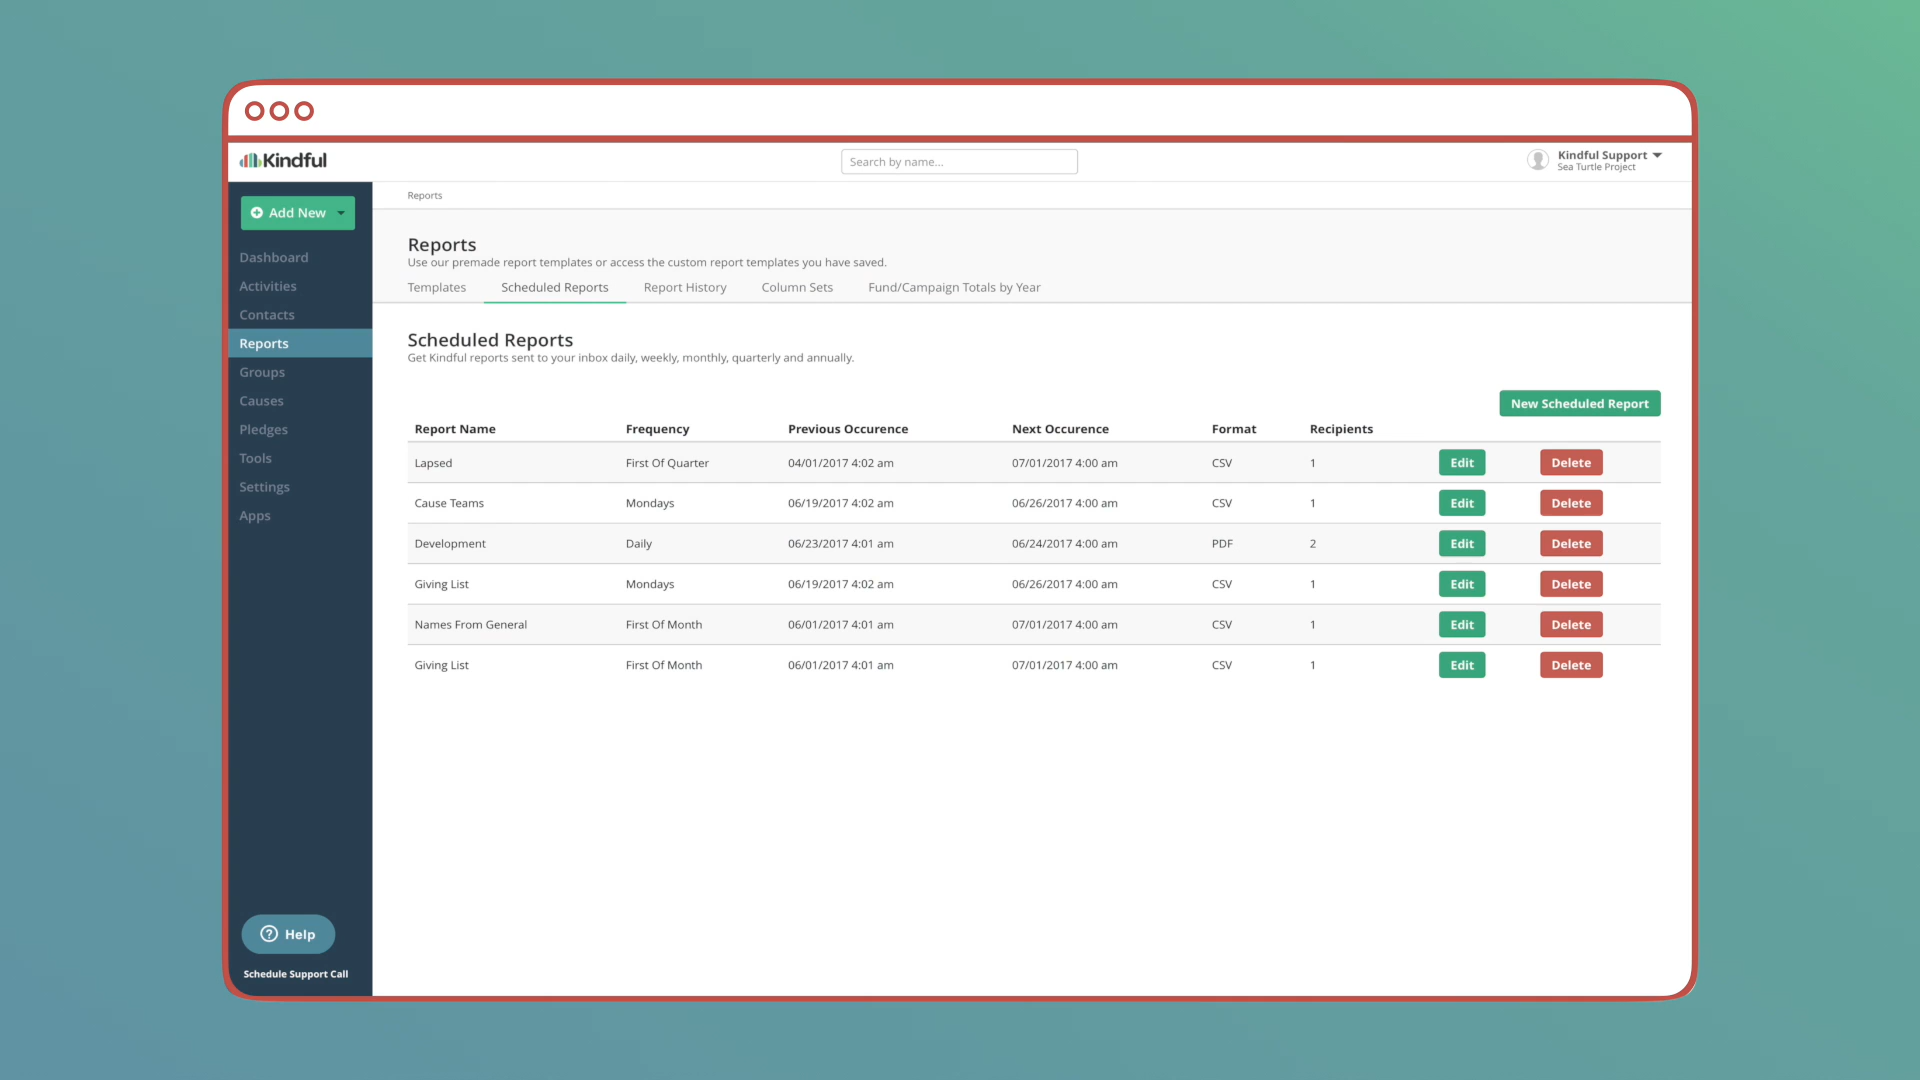 Kindful
Search by name...
Kindful Support
Sea Turtle Project
Add New
Dashboard
Activities
Contacts
Reports
Groups
Causes
Pledges
Tools
Settings
Apps
Help
Schedule Support Call
Reports
Reports
Use our premade report templates or access the custom report templates you have saved.
Templates Scheduled Reports Report History Column Sets Fund/Campaign Totals by Year
Scheduled Reports
Get Kindful reports sent to your inbox daily, weekly, monthly, quarterly and annually.
New Scheduled Report
Report Name Frequency Previous Occurence Next Occurence Format Recipients
Lapsed First Of Quarter 04/01/2017 4:02 am 07/01/2017 4:00 am CSV 1 Edit Delete
Cause Teams Mondays 06/19/2017 4:02 am 06/26/2017 4:00 am CSV 1 Edit Delete
Development Daily 06/23/2017 4:01 am 06/24/2017 4:00 am PDF 2 Edit Delete
Giving List Mondays 06/19/2017 4:02 am 06/26/2017 4:00 am CSV 1 Edit Delete
Names From General First Of Month 06/01/2017 4:01 am 07/01/2017 4:00 am CSV 1 Edit Delete
Giving List First Of Month 06/01/2017 4:01 am 07/01/2017 4:00 am CSV 1 Edit Delete